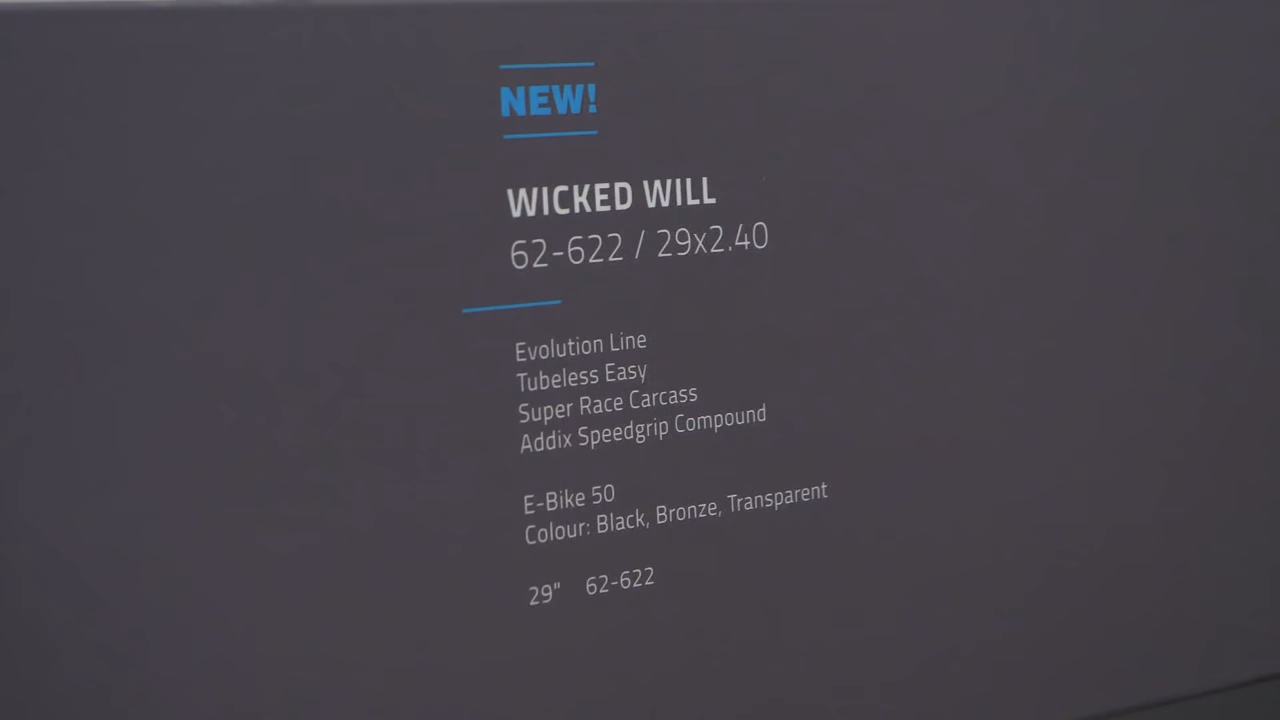 NEW!
WICKED WILL
62-622 / 29x2.40
Evolution Line
Tubeless Easy
Super Race Carcass
Addix Speedgrip Compound
E-Bike 50
Colour: Black, Bronze, Transparent
29" 62-622